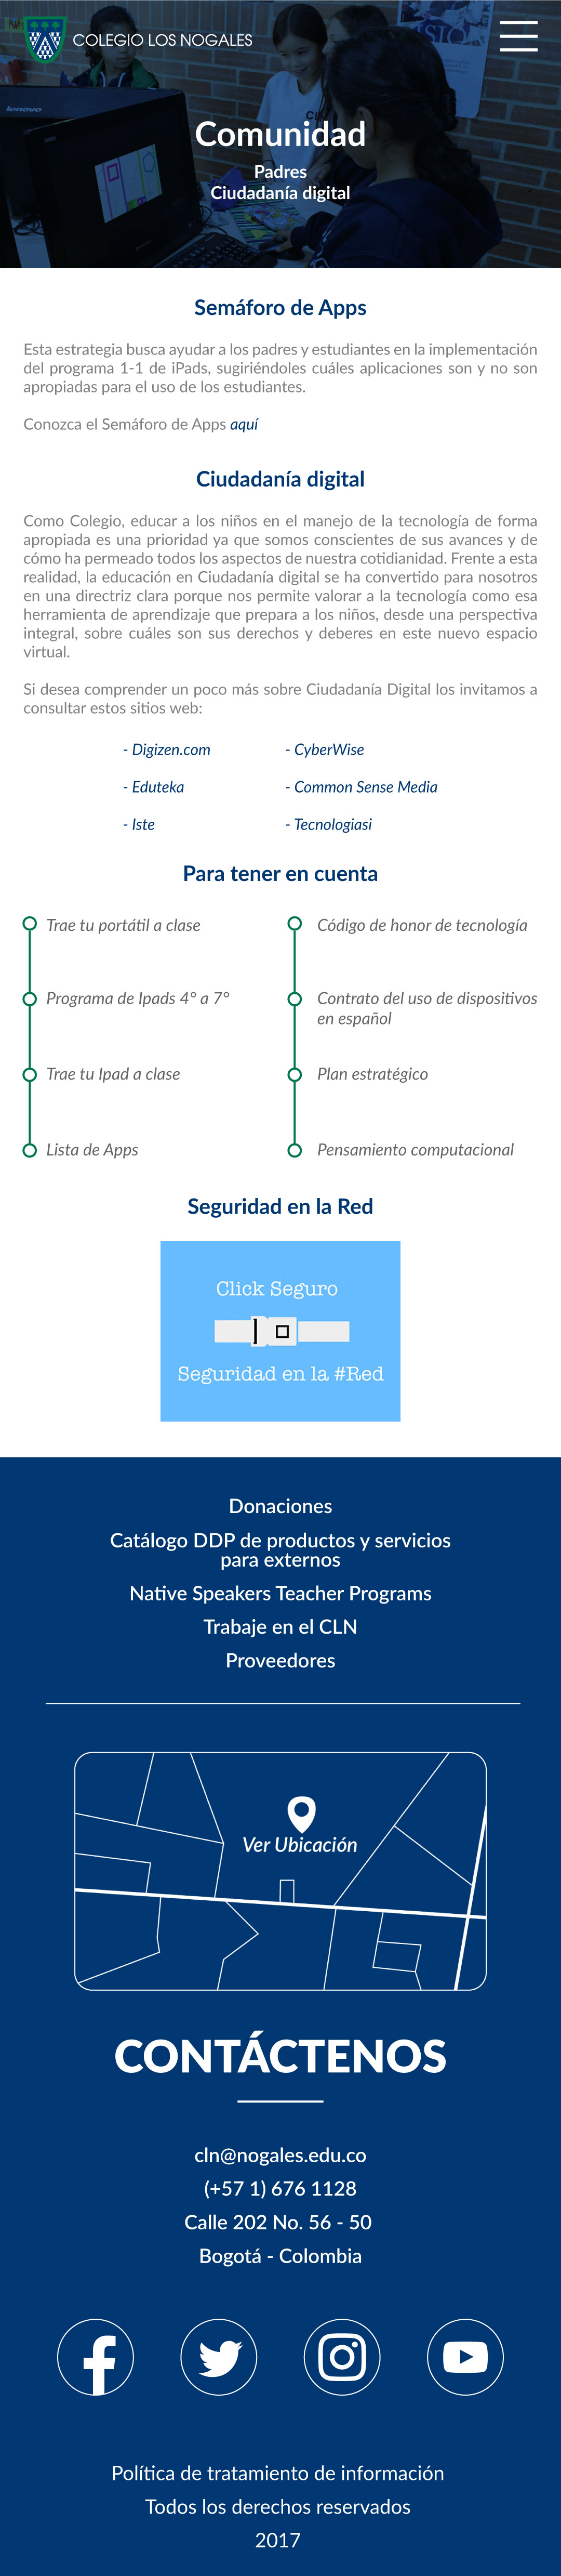 COLEGIO LOS NOGALES
lenovo
Comunidad
Padres
Ciudadanía digital
Semáforo de Apps
Esta estrategia busca ayudar a los padres y estudiantes en la implementación
del programa 1-1 de iPads, sugiriéndoles cuáles aplicaciones son y no son
apropiadas para el uso de los estudiantes.
Conozca el Semáforo de Apps aquí
Ciudadanía digital
Como Colegio, educar a los niños en el manejo de la tecnología de forma
apropiada es una prioridad ya que somos conscientes de sus avances y de
cómo ha permeado todos los aspectos de nuestra cotidianidad. Frente a esta
realidad, la educación en Ciudadanía digital se ha convertido para nosotros
en una directriz clara porque nos permite valorar a la tecnología como esa
herramienta de aprendizaje que prepara a los niños, desde una perspectiva
integral, sobre cuáles son sus derechos y deberes en este nuevo espacio
virtual.
Si desea comprender un poco más sobre Ciudadanía Digital los invitamos a
consultar estos sitios web:
- Digizen.com
- CyberWise
- Eduteka
- Common Sense Media
- Iste
- Tecnologiasi
Para tener en cuenta
Trae tu portátil a clase
Programa de Ipads 4° a 7°
Trae tu Ipad a clase
Lista de Apps
Código de honor de tecnología
Contrato del uso de dispositivos
en español
Plan estratégico
Pensamiento computacional
Seguridad en la Red
Click Seguro
Seguridad en la #Red
Donaciones
Catálogo DDP de productos y servicios
para externos
Native Speakers Teacher Programs
Trabaje en el CLN
Proveedores
Ver Ubicación
CONTÁCTENOS
cln@nogales.edu.co
(+57 1) 676 1128
Calle 202 No. 56 - 50
Bogotá - Colombia
Política de tratamiento de información
Todos los derechos reservados
2017